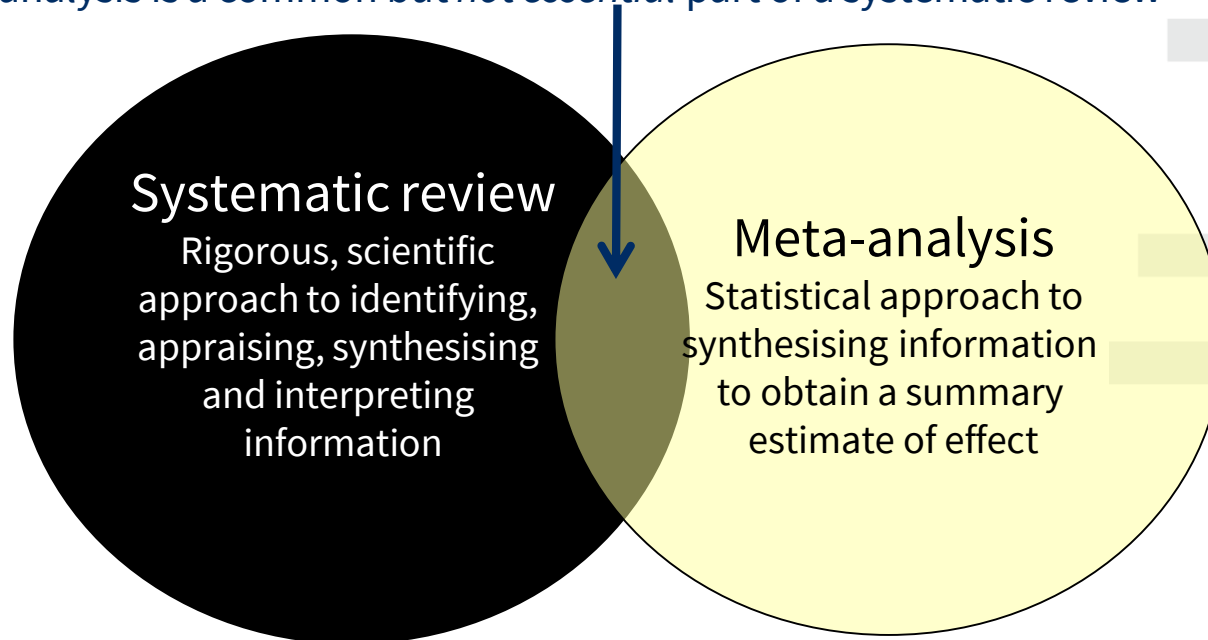 analysis is a common but not essential part of a systematic review
Systematic review
Rigorous, scientific
approach to identifying,
appraising, synthesising
and interpreting
information
Meta-analysis
Statistical approach to
synthesising information
to obtain a summary
estimate of effect